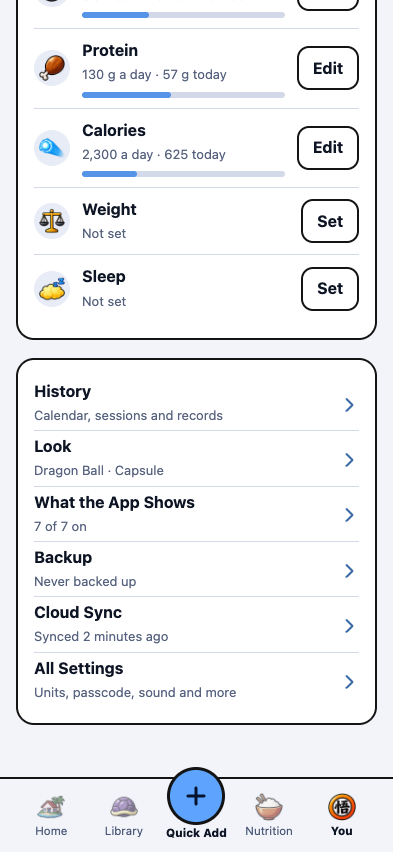 Protein
130 g a day · 57 g today
Edit
Calories
2,300 a day · 625 today
Edit
Weight
Not set
Set
Sleep
Not set
Set
History
Calendar, sessions and records
Look
Dragon Ball · Capsule
What the App Shows
7 of 7 on
Backup
Never backed up
Cloud Sync
Synced 2 minutes ago
All Settings
Units, passcode, sound and more
悟
Home
Library
Quick Add
Nutrition
You